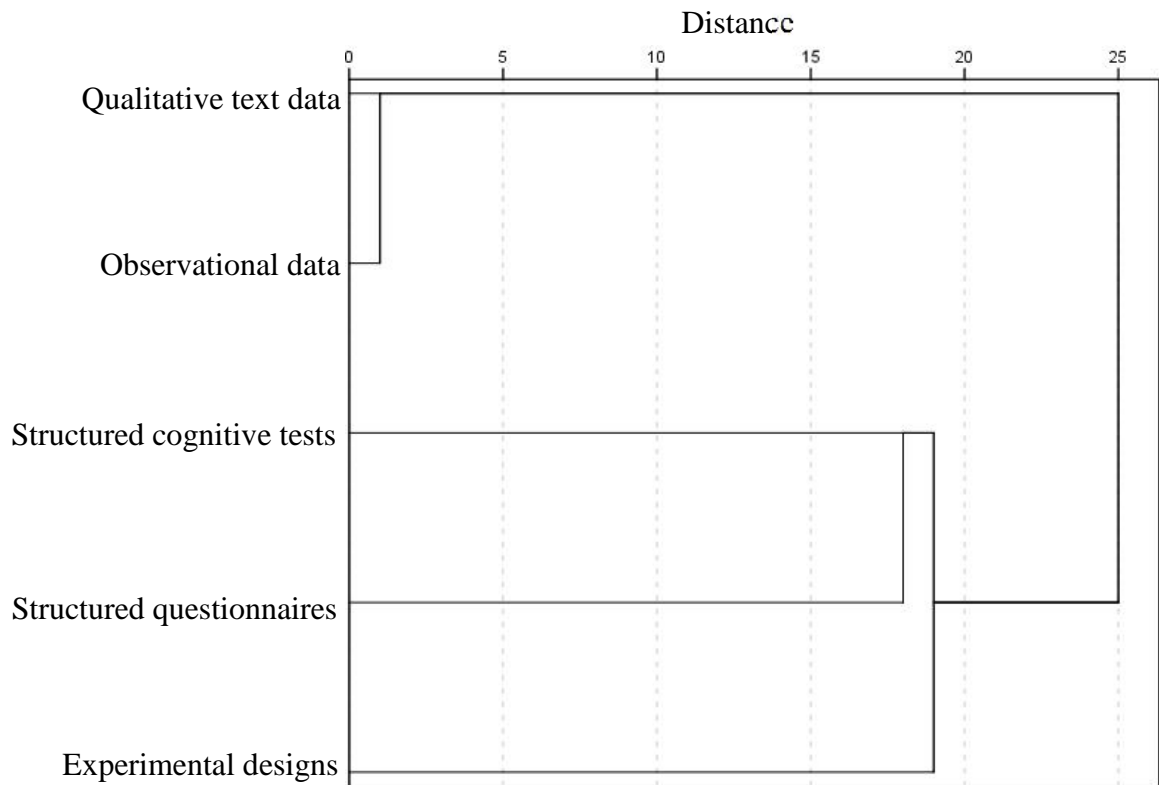 Distance
0 5 10 15 20 25
Qualitative text data
Observational data
Structured cognitive tests
Structured questionnaires
Experimental designs